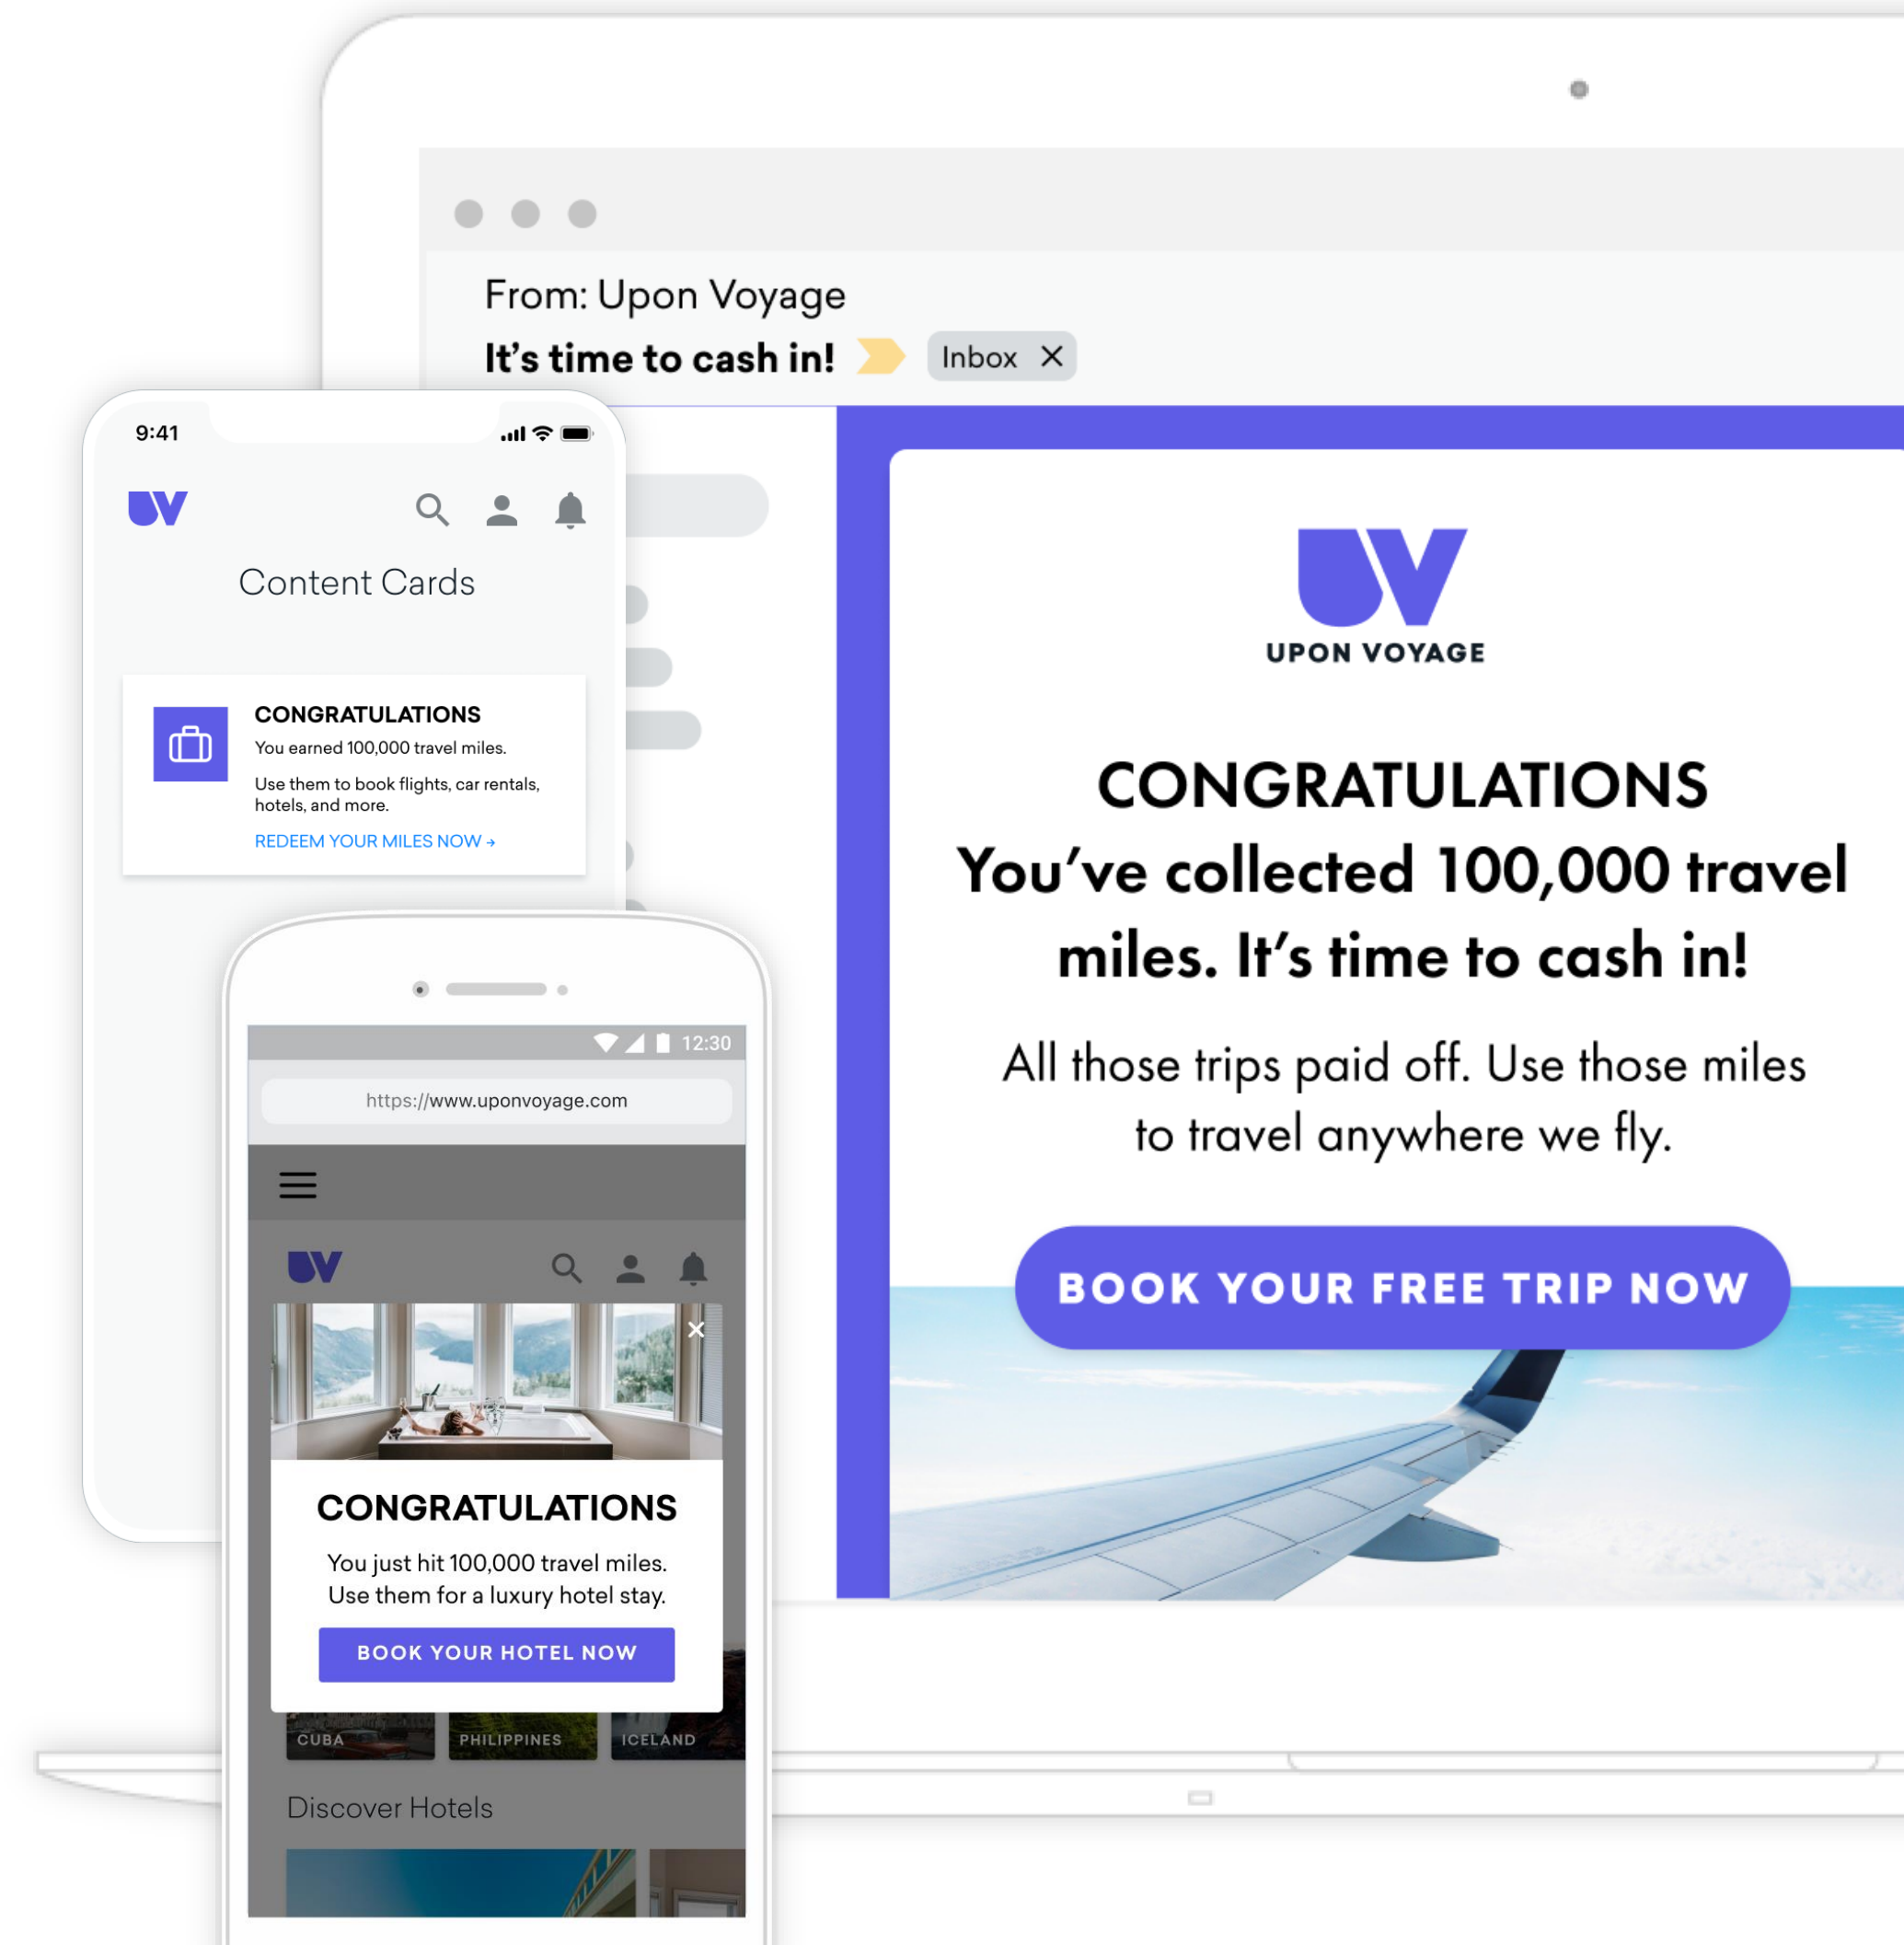 From: Upon Voyage
It’s time to cash in!
Inbox
9:41
UV
Content Cards
CONGRATULATIONS
You earned 100,000 travel miles.
Use them to book flights, car rentals,
hotels, and more.
REDEEM YOUR MILES NOW →
12:30
https://www.uponvoyage.com
UV
CONGRATULATIONS
You just hit 100,000 travel miles.
Use them for a luxury hotel stay.
BOOK YOUR HOTEL NOW
CUBA
PHILIPPINES
ICELAND
Discover Hotels
UV
UPON VOYAGE
CONGRATULATIONS
You’ve collected 100,000 travel
miles. It’s time to cash in!
All those trips paid off. Use those miles
to travel anywhere we fly.
BOOK YOUR FREE TRIP NOW